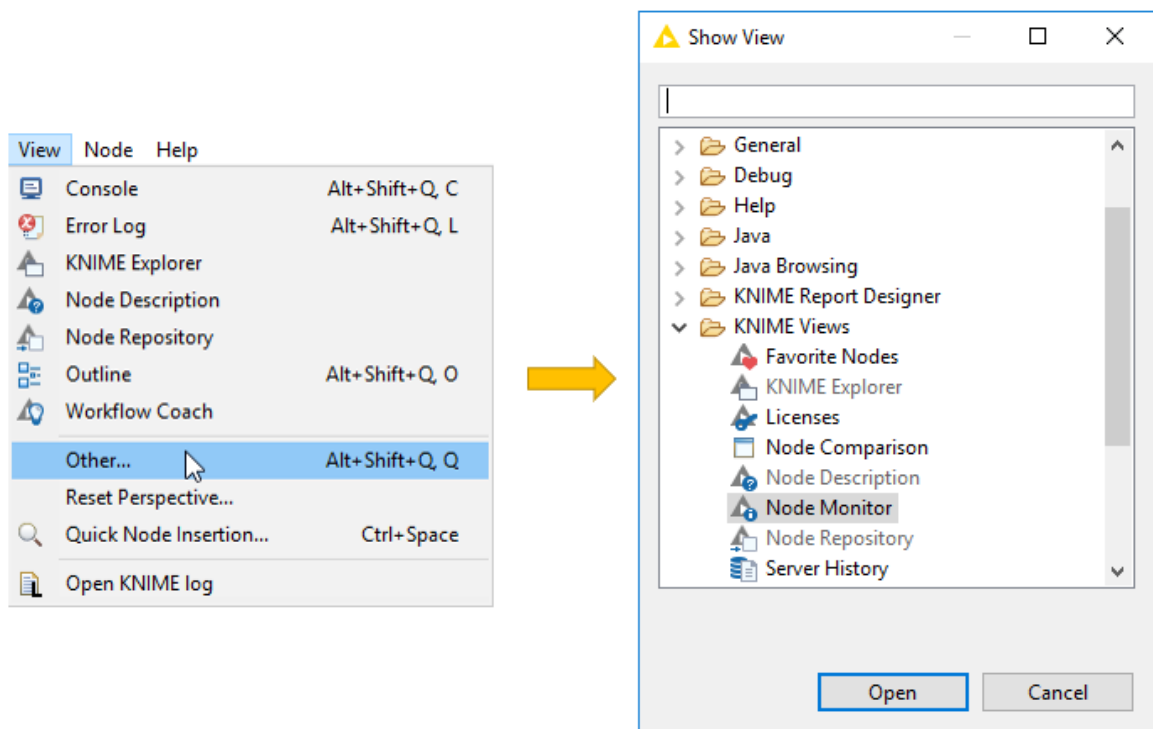 View Node Help
Console Alt+Shift+Q, C
Error Log Alt+Shift+Q, L
KNIME Explorer
Node Description
Node Repository
Outline Alt+Shift+Q, O
Workflow Coach
Other... Alt+Shift+Q, Q
Reset Perspective...
Quick Node Insertion... Ctrl+Space
Open KNIME log
Show View
General
Debug
Help
Java
Java Browsing
KNIME Report Designer
KNIME Views
Favorite Nodes
KNIME Explorer
Licenses
Node Comparison
Node Description
Node Monitor
Node Repository
Server History
Open Cancel